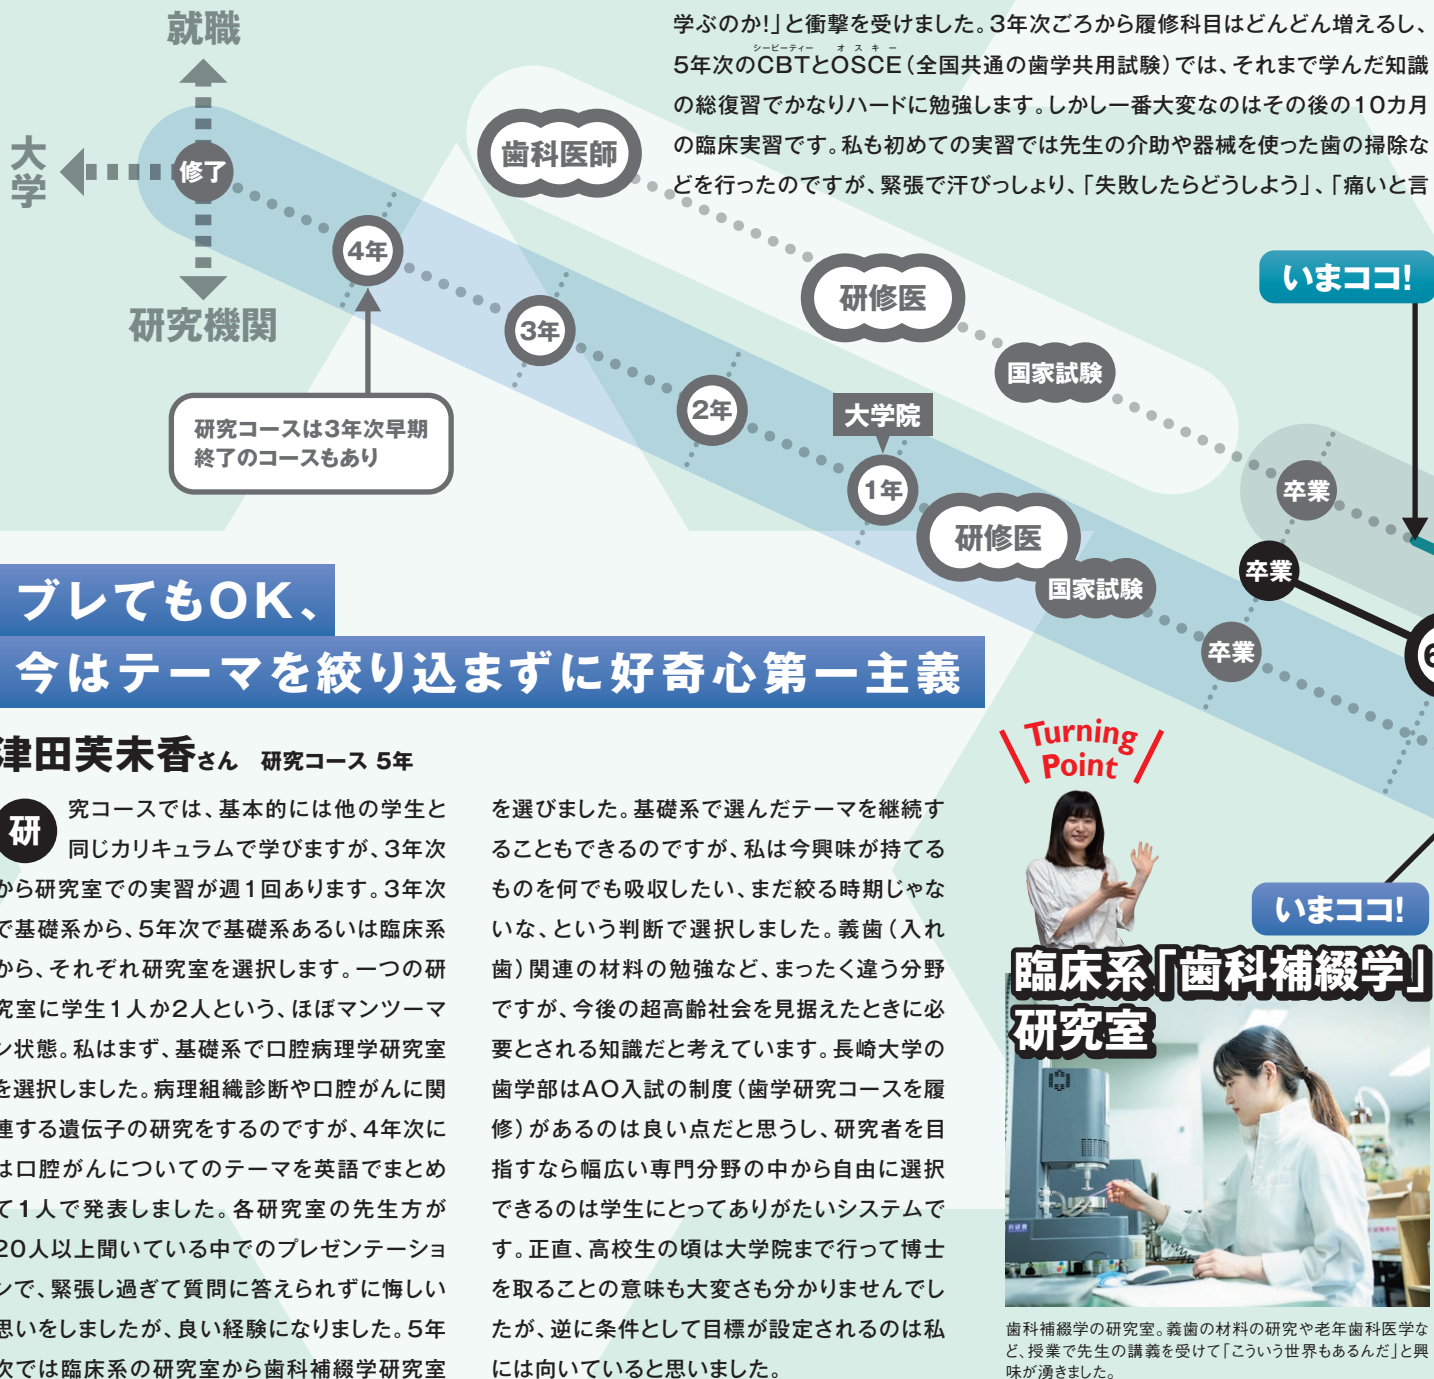 学ぶのか!」と衝撃を受けました。3年次ごろから履修科目はどんどん増えるし、
シービーティー オスキー
5年次のCBTとOSCE(全国共通の歯学共用試験)では、それまで学んだ知識
の総復習でかなりハードに勉強します。しかし一番大変なのはその後の10カ月
の臨床実習です。私も初めての実習では先生の介助や器械を使った歯の掃除な
どを行ったのですが、緊張で汗びっしょり、「失敗したらどうしよう」、「痛いと言
就職
大学
修了
研究機関
4年
3年
2年
大学院
1年
研究コースは3年次早期
終了のコースもあり
歯科医師
研修医
国家試験
卒業
いまココ!
研修医
国家試験
卒業
卒業
6
ブレてもOK、
今はテーマを絞り込まずに好奇心第一主義
津田芙未香さん 研究コース 5年
研究コースでは、基本的には他の学生と
同じカリキュラムで学びますが、3年次
から研究室での実習が週1回あります。3年次
で基礎系から、5年次で基礎系あるいは臨床系
から、それぞれ研究室を選択します。一つの研
究室に学生1人か2人という、ほぼマンツーマ
ン状態。私はまず、基礎系で口腔病理学研究室
を選択しました。病理組織診断や口腔がんに関
連する遺伝子の研究をするのですが、4年次に
は口腔がんについてのテーマを英語でまとめ
て1人で発表しました。各研究室の先生方が
20人以上聞いている中でのプレゼンテーショ
ンで、緊張し過ぎて質問に答えられずに悔しい
思いをしましたが、良い経験になりました。5年
次では臨床系の研究室から歯科補綴学研究室
を選びました。基礎系で選んだテーマを継続す
ることもできるのですが、私は今興味が持てる
ものを何でも吸収したい、まだ絞る時期じゃな
いな、という判断で選択しました。義歯(入れ
歯)関連の材料の勉強など、まったく違う分野
ですが、今後の超高齢社会を見据えたときに必
要とされる知識だと考えています。長崎大学の
歯学部はAO入試の制度(歯学研究コースを履
修)があるのは良い点だと思うし、研究者を目
指すなら幅広い専門分野の中から自由に選択
できるのは学生にとってありがたいシステムで
す。正直、高校生の頃は大学院まで行って博士
を取ることの意味も大変さも分かりませんでし
たが、逆に条件として目標が設定されるのは私
には向いていると思いました。
Turning
Point
いまココ!
臨床系「歯科補綴学」
研究室
歯科補綴学の研究室。義歯の材料の研究や老年歯科医学な
ど、授業で先生の講義を受けて「こういう世界もあるんだ」と興
味が湧きました。